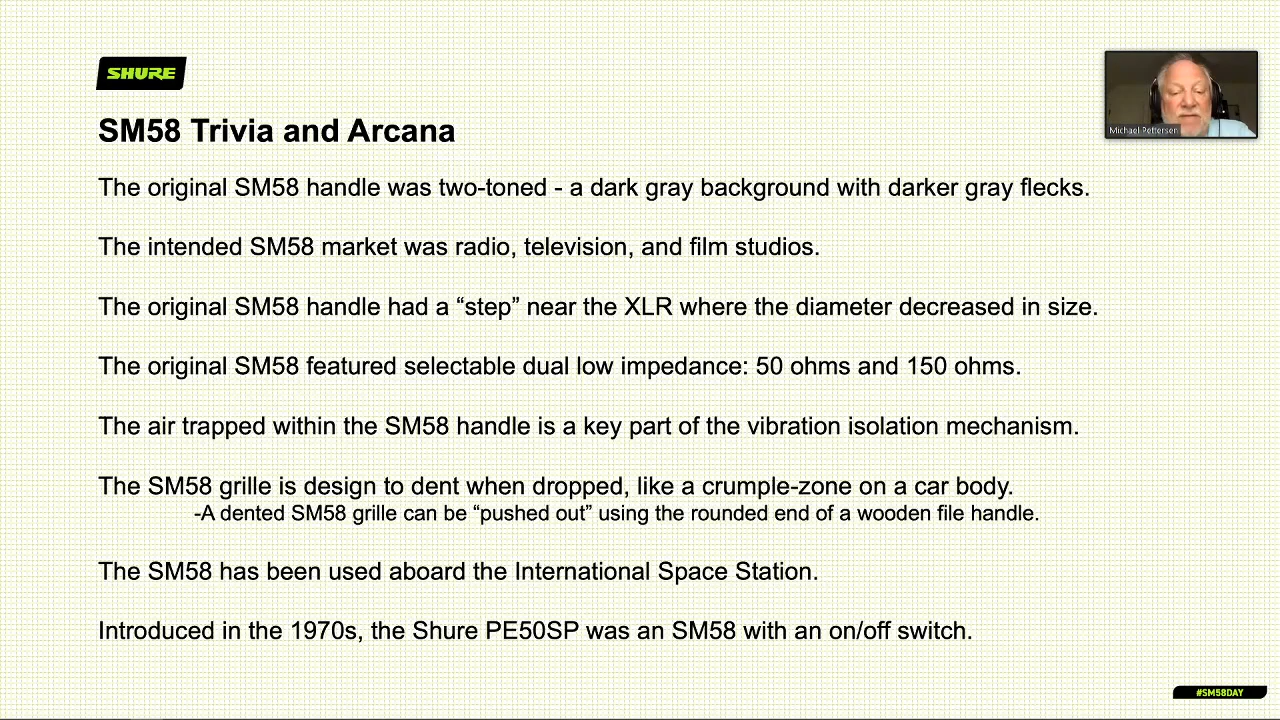 SHURE
Michael Pettersen
SM58 Trivia and Arcana
The original SM58 handle was two-toned - a dark gray background with darker gray flecks.
The intended SM58 market was radio, television, and film studios.
The original SM58 handle had a “step” near the XLR where the diameter decreased in size.
The original SM58 featured selectable dual low impedance: 50 ohms and 150 ohms.
The air trapped within the SM58 handle is a key part of the vibration isolation mechanism.
The SM58 grille is design to dent when dropped, like a crumple-zone on a car body.
-A dented SM58 grille can be “pushed out” using the rounded end of a wooden file handle.
The SM58 has been used aboard the International Space Station.
Introduced in the 1970s, the Shure PE50SP was an SM58 with an on/off switch.
#SM58DAY